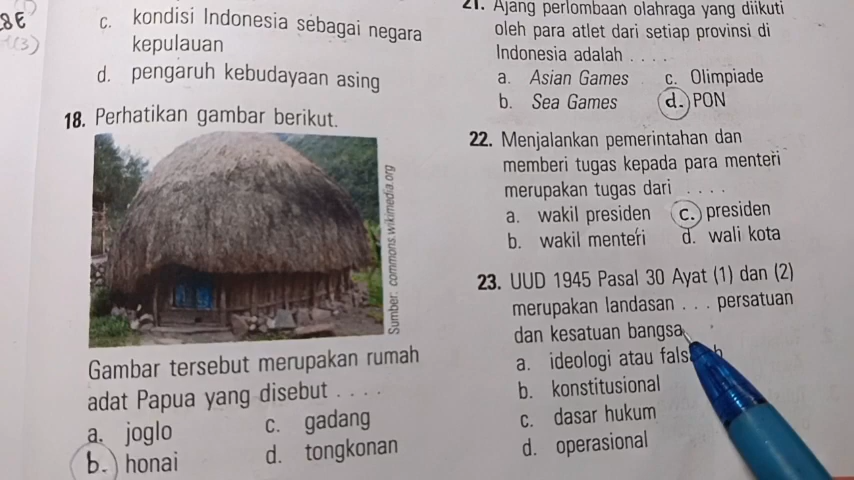 c. kondisi Indonesia sebagai negara
kepulauan
d. pengaruh kebudayaan asing
18. Perhatikan gambar berikut.
Sumber: commons.wikimedia.org
Gambar tersebut merupakan rumah
adat Papua yang disebut . . . .
a. joglo c. gadang
b. honai d. tongkonan
21. Ajang perlombaan olahraga yang diikuti
oleh para atlet dari setiap provinsi di
Indonesia adalah . . . .
a. Asian Games c. Olimpiade
b. Sea Games d. PON
22. Menjalankan pemerintahan dan
memberi tugas kepada para menteri
merupakan tugas dari . . . .
a. wakil presiden c. presiden
b. wakil menteri d. wali kota
23. UUD 1945 Pasal 30 Ayat (1) dan (2)
merupakan landasan . . . persatuan
dan kesatuan bangsa
a. ideologi atau
b. konstitusional
c. dasar hukum
d. operasional